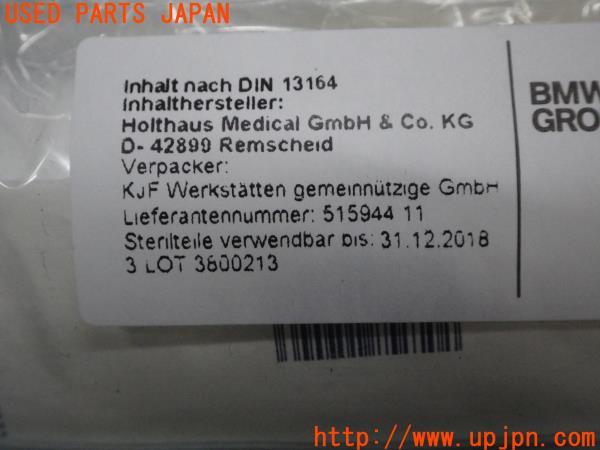 USED PARTS JAPAN
Inhalt nach DIN 13164
Inhalthersteller:
Holthaus Medical GmbH & Co. KG
D- 42899 Remscheid
Verpacker:
KJF Werkstätten gemeinnützige GmbH
Lieferantennummer: 515944 11
Sterilteile verwendbar bis: 31.12.2018
3 LOT 3800213
BMW
GRO
http://www.upjpn.com/